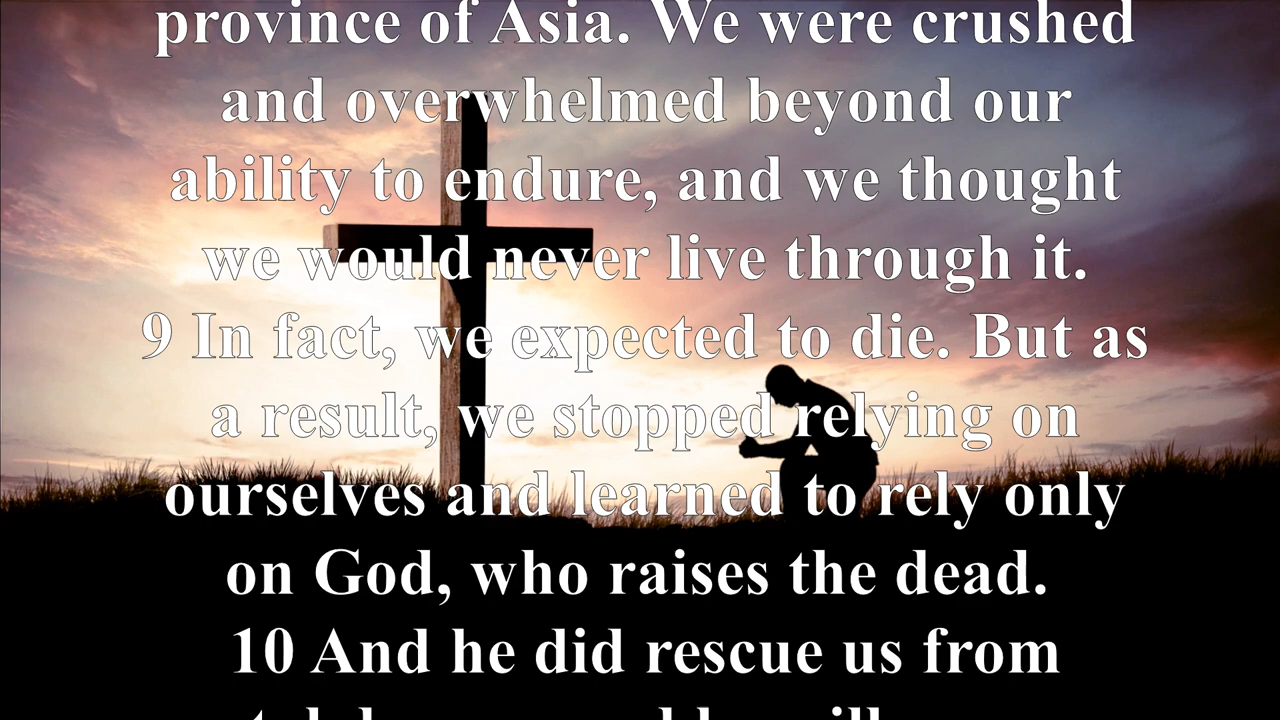 province of Asia. We were crushed
and overwhelmed beyond our
ability to endure, and we thought
we would never live through it.
9 In fact, we expected to die. But as
a result, we stopped relying on
ourselves and learned to rely only
on God, who raises the dead.
10 And he did rescue us from